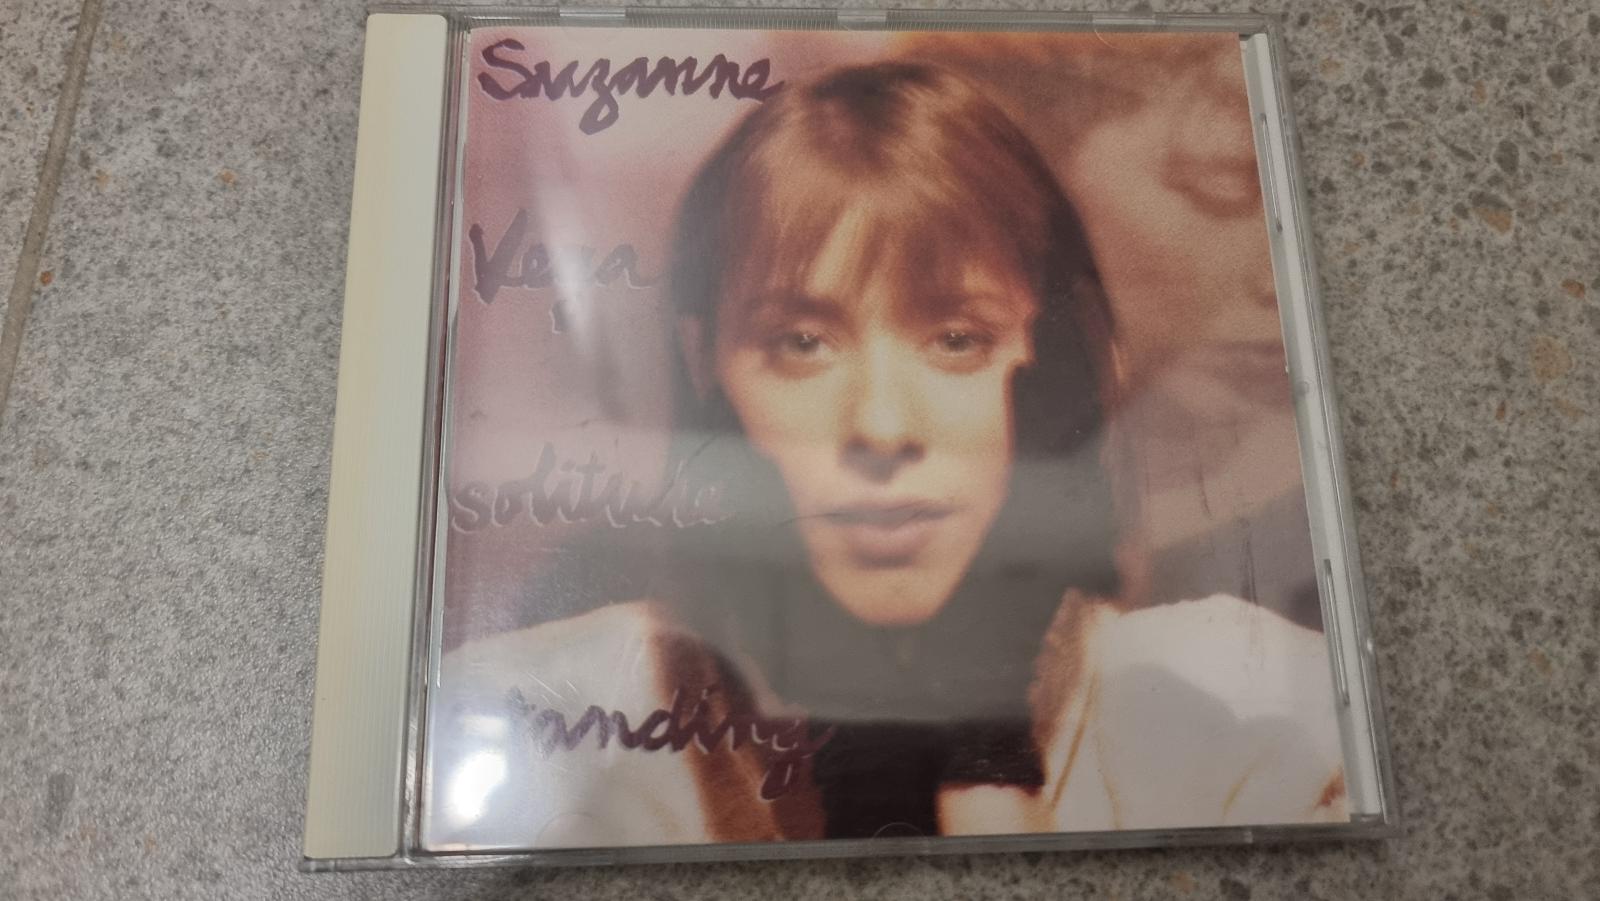 Suzanne
Vega
solitude
standing